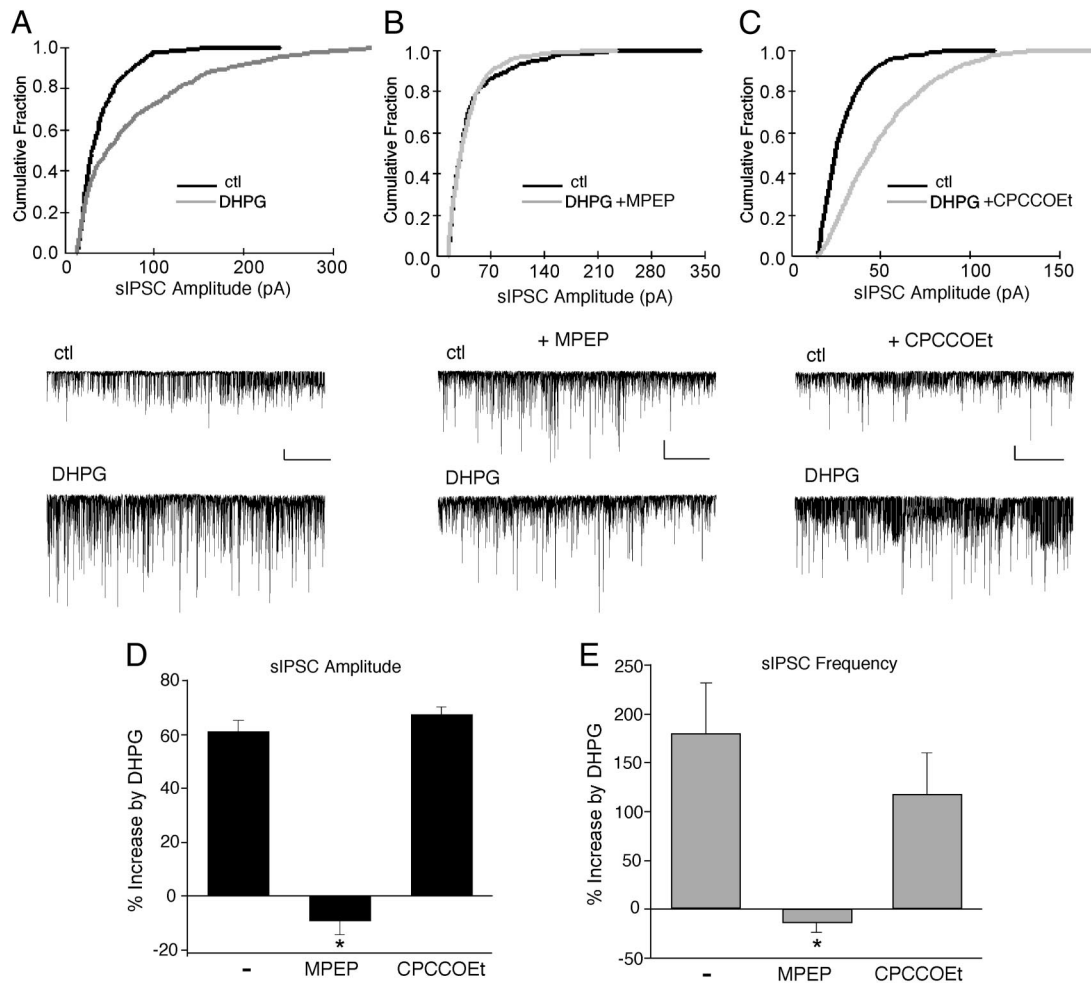 A
1.0
0.8
0.6
0.4
0.2
0.0
Cumulative Fraction
ctl
DHPG
0 100 200 300
sIPSC Amplitude (pA)
B
1.0
0.8
0.6
0.4
0.2
0.0
Cumulative Fraction
ctl
DHPG +MPEP
0 70 140 210 280 350
sIPSC Amplitude (pA)
C
1.0
0.8
0.6
0.4
0.2
0.0
Cumulative Fraction
ctl
DHPG +CPCCOEt
0 50 100 150
sIPSC Amplitude (pA)
ctl
DHPG
+ MPEP
ctl
DHPG
+ CPCCOEt
ctl
DHPG
D
sIPSC Amplitude
% Increase by DHPG
80
60
40
20
0
-20
*
- MPEP CPCCOEt
E
sIPSC Frequency
% Increase by DHPG
250
200
150
100
50
0
-50
*
- MPEP CPCCOEt